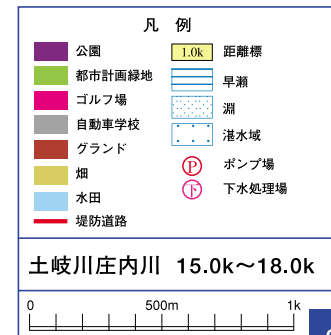 凡 例
公園
都市計画緑地
ゴルフ場
自動車学校
グランド
畑
水田
堤防道路
1.0k 距離標
早瀬
淵
湛水域
P ポンプ場
下 下水処理場
土岐川庄内川 15.0k〜18.0k
0 500m 1k